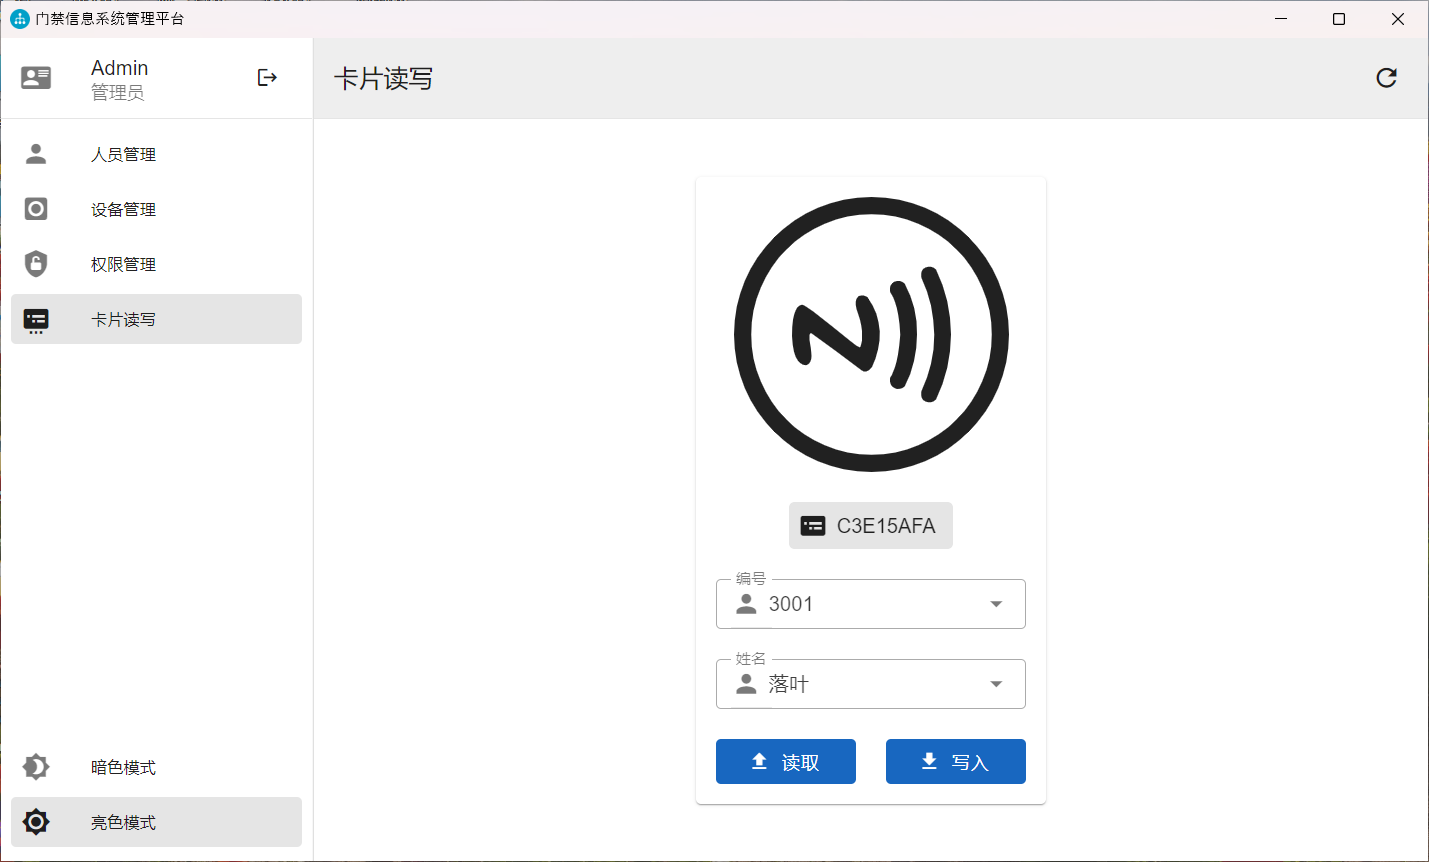 门禁信息系统管理平台
Admin
管理员
人员管理
设备管理
权限管理
卡片读写
暗色模式
亮色模式
卡片读写
C3E15AFA
编号
3001
姓名
落叶
读取
写入